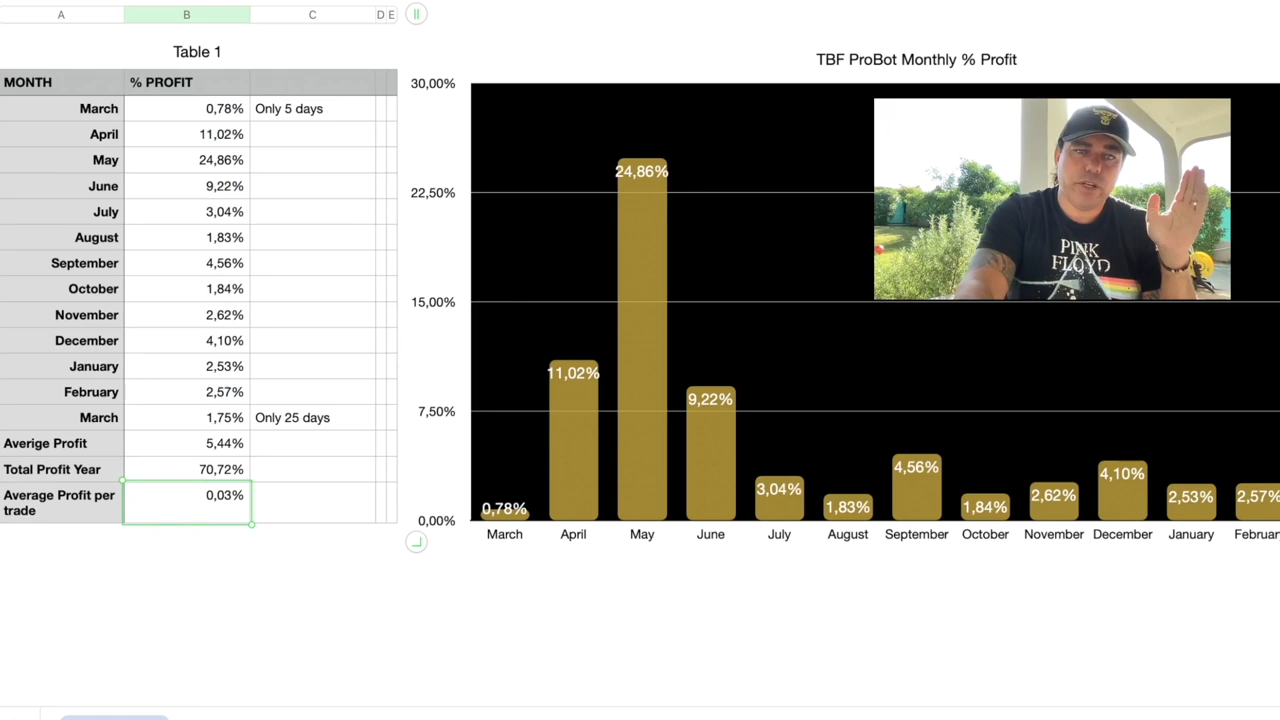 A B C D E
Table 1
MONTH % PROFIT
March 0,78% Only 5 days
April 11,02%
May 24,86%
June 9,22%
July 3,04%
August 1,83%
September 4,56%
October 1,84%
November 2,62%
December 4,10%
January 2,53%
February 2,57%
March 1,75% Only 25 days
Averige Profit 5,44%
Total Profit Year 70,72%
Average Profit per 0,03%
trade
TBF ProBot Monthly % Profit
30,00%
22,50%
15,00%
7,50%
0,00%
0,78%
11,02%
24,86%
9,22%
3,04%
1,83%
4,56%
1,84%
2,62%
4,10%
2,53%
2,57%
March April May June July August September October November December January February
PINK
FLOYD